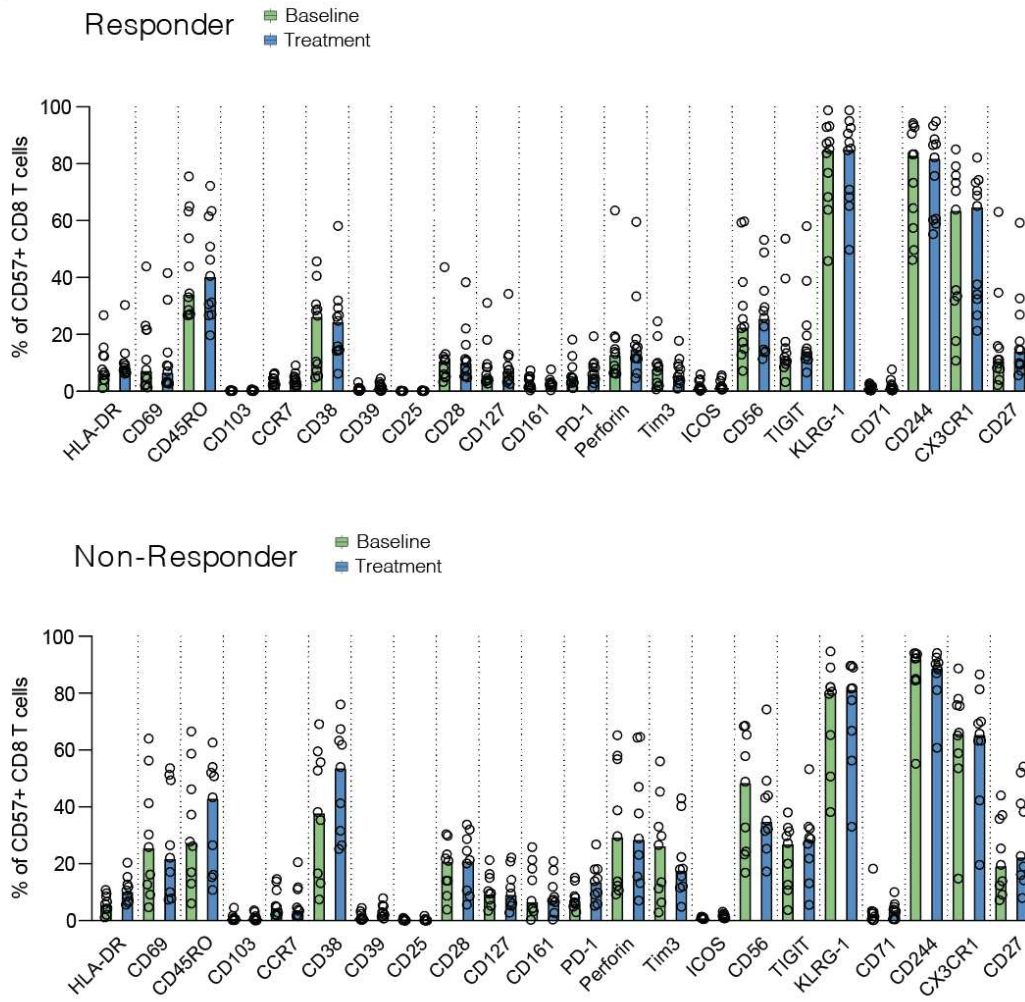 Responder
Baseline
Treatment
% of CD57+ CD8 T cells
100
80
60
40
20
0
HLA-DR
CD69
CD45RO
CD103
CCR7
CD38
CD39
CD25
CD28
CD127
CD161
PD-1
Perforin
Tim3
ICOS
CD56
TIGIT
KLRG-1
CD71
CD244
CX3CR1
CD27
Non-Responder
Baseline
Treatment
% of CD57+ CD8 T cells
100
80
60
40
20
0
HLA-DR
CD69
CD45RO
CD103
CCR7
CD38
CD39
CD25
CD28
CD127
CD161
PD-1
Perforin
Tim3
ICOS
CD56
TIGIT
KLRG-1
CD71
CD244
CX3CR1
CD27